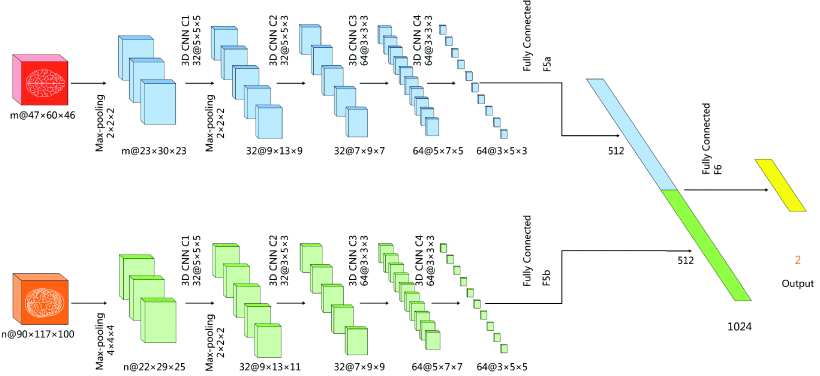 3D CNN C1
32@5×5×5
3D CNN C2
32@3×5×3
3D CNN C3
64@3×3×3
3D CNN C4
64@3×3×3
Fully Connected
F5a
m@47×60×46
Max-pooling
2×2×2
m@23×30×23
Max-pooling
2×2×2
32@9×13×9
32@7×9×7
64@5×7×5
64@3×5×3
512
Fully Connected
F6
3D CNN C1
32@5×5×5
3D CNN C2
32@3×5×3
3D CNN C3
64@3×3×3
3D CNN C4
64@3×3×3
Fully Connected
F5b
512
2
Output
1024
n@90×117×100
Max-pooling
4×4×4
n@22×29×25
Max-pooling
2×2×2
32@9×13×11
32@7×9×9
64@5×7×7
64@3×5×5